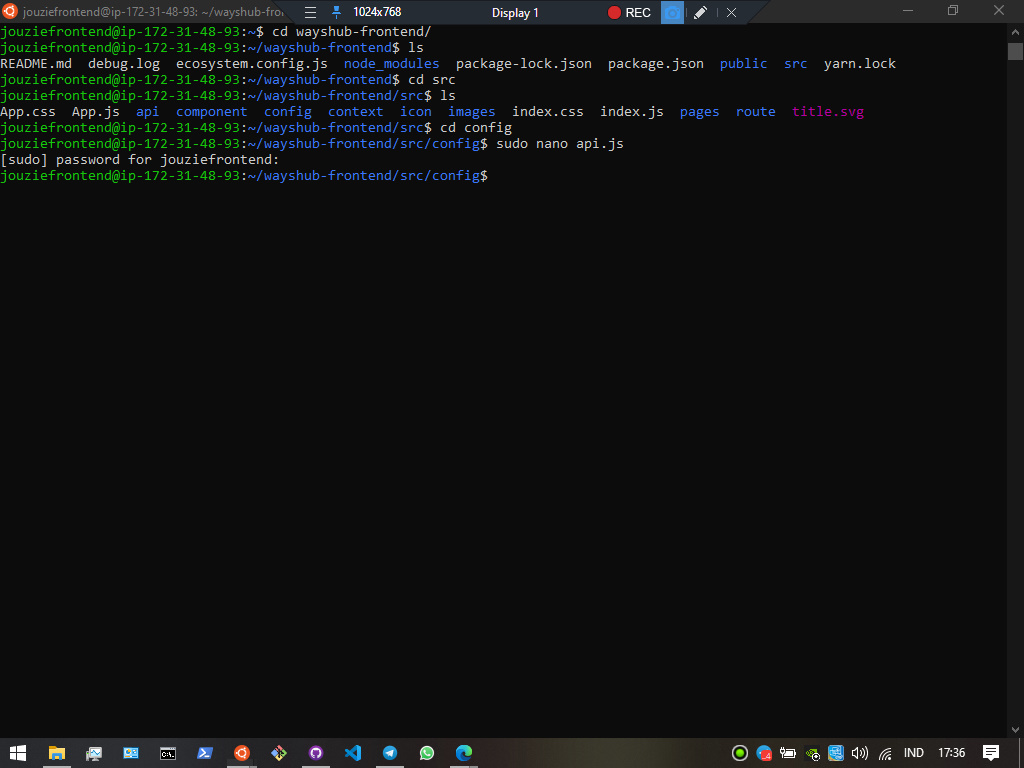 jouziefrontend@ip-172-31-48-93: ~/wayshub-fro
1024x768
Display 1
REC
jouziefrontend@ip-172-31-48-93:~$ cd wayshub-frontend/
jouziefrontend@ip-172-31-48-93:~/wayshub-frontend$ ls
README.md debug.log ecosystem.config.js node_modules package-lock.json package.json public src yarn.lock
jouziefrontend@ip-172-31-48-93:~/wayshub-frontend$ cd src
jouziefrontend@ip-172-31-48-93:~/wayshub-frontend/src$ ls
App.css App.js api component config context icon images index.css index.js pages route title.svg
jouziefrontend@ip-172-31-48-93:~/wayshub-frontend/src$ cd config
jouziefrontend@ip-172-31-48-93:~/wayshub-frontend/src/config$ sudo nano api.js
[sudo] password for jouziefrontend:
jouziefrontend@ip-172-31-48-93:~/wayshub-frontend/src/config$
IND
17:36